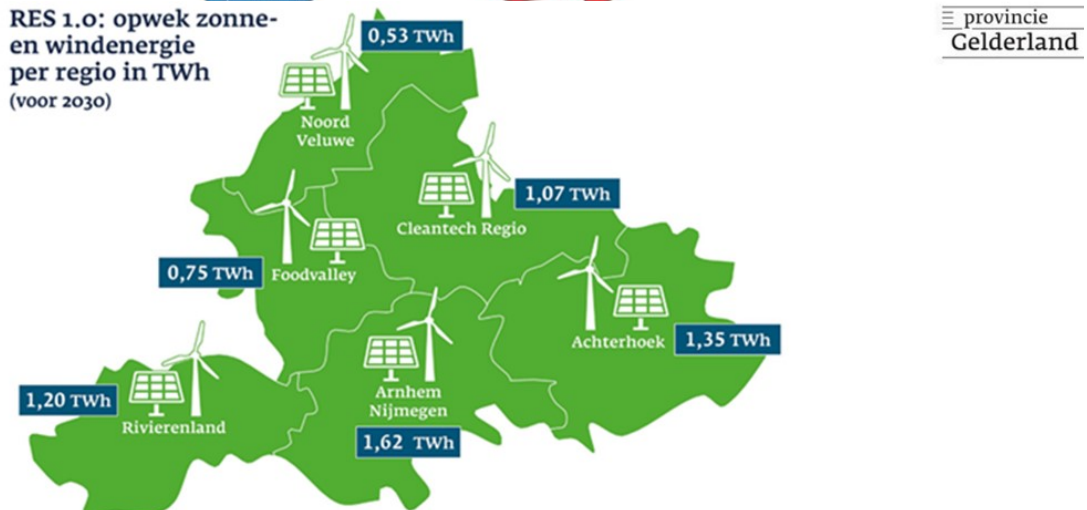 RES 1.0: opwek zonne-
en windenergie
per regio in TWh
(voor 2030)
provincie
Gelderland
0,53 TWh
Noord
Veluwe
1,07 TWh
Cleantech Regio
0,75 TWh
Foodvalley
Achterhoek
1,35 TWh
1,20 TWh
Rivierenland
Arnhem
Nijmegen
1,62 TWh